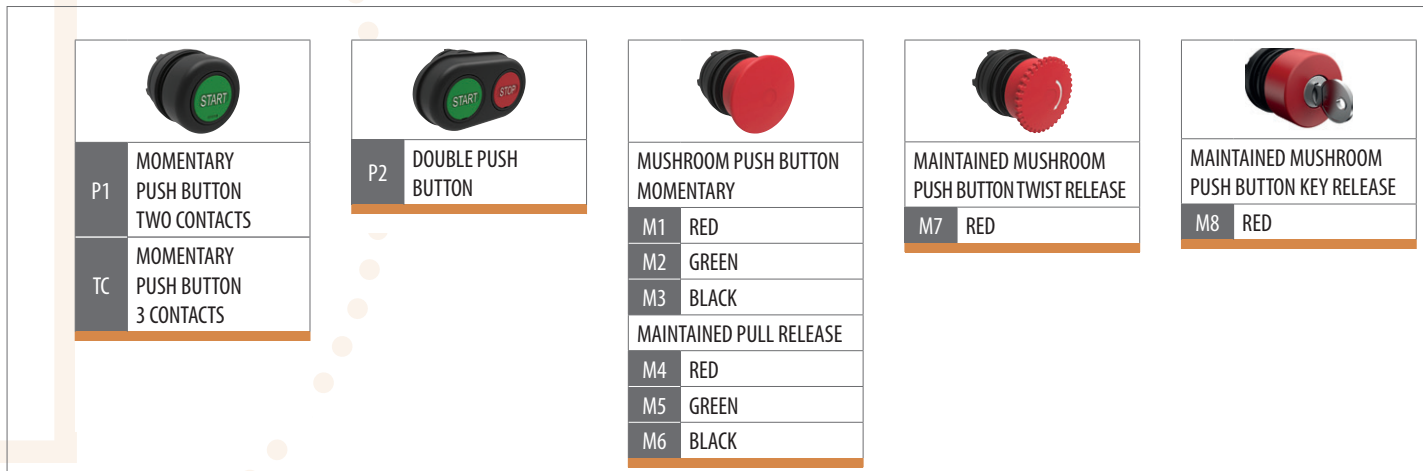 START
P1
MOMENTARY
PUSH BUTTON
TWO CONTACTS
TC
MOMENTARY
PUSH BUTTON
3 CONTACTS
START
STOP
P2
DOUBLE PUSH
BUTTON
MUSHROOM PUSH BUTTON
MOMENTARY
M1 RED
M2 GREEN
M3 BLACK
MAINTAINED PULL RELEASE
M4 RED
M5 GREEN
M6 BLACK
MAINTAINED MUSHROOM
PUSH BUTTON TWIST RELEASE
M7 RED
MAINTAINED MUSHROOM
PUSH BUTTON KEY RELEASE
M8 RED